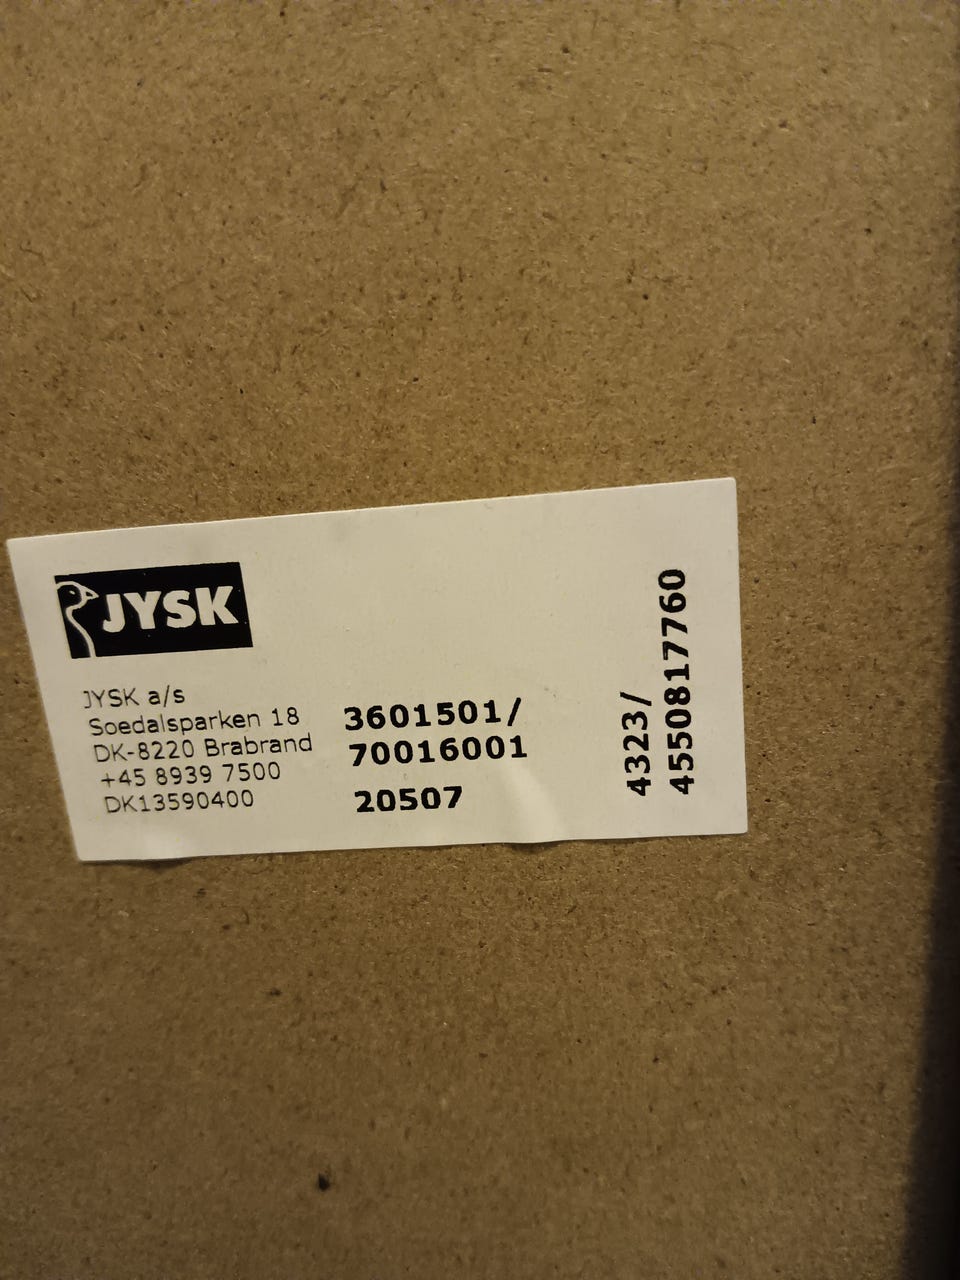 JYSK
JYSK a/s
Soedalsparken 18
DK-8220 Brabrand
+45 8939 7500
DK13590400
3601501/
70016001
20507
4323/
4550817760